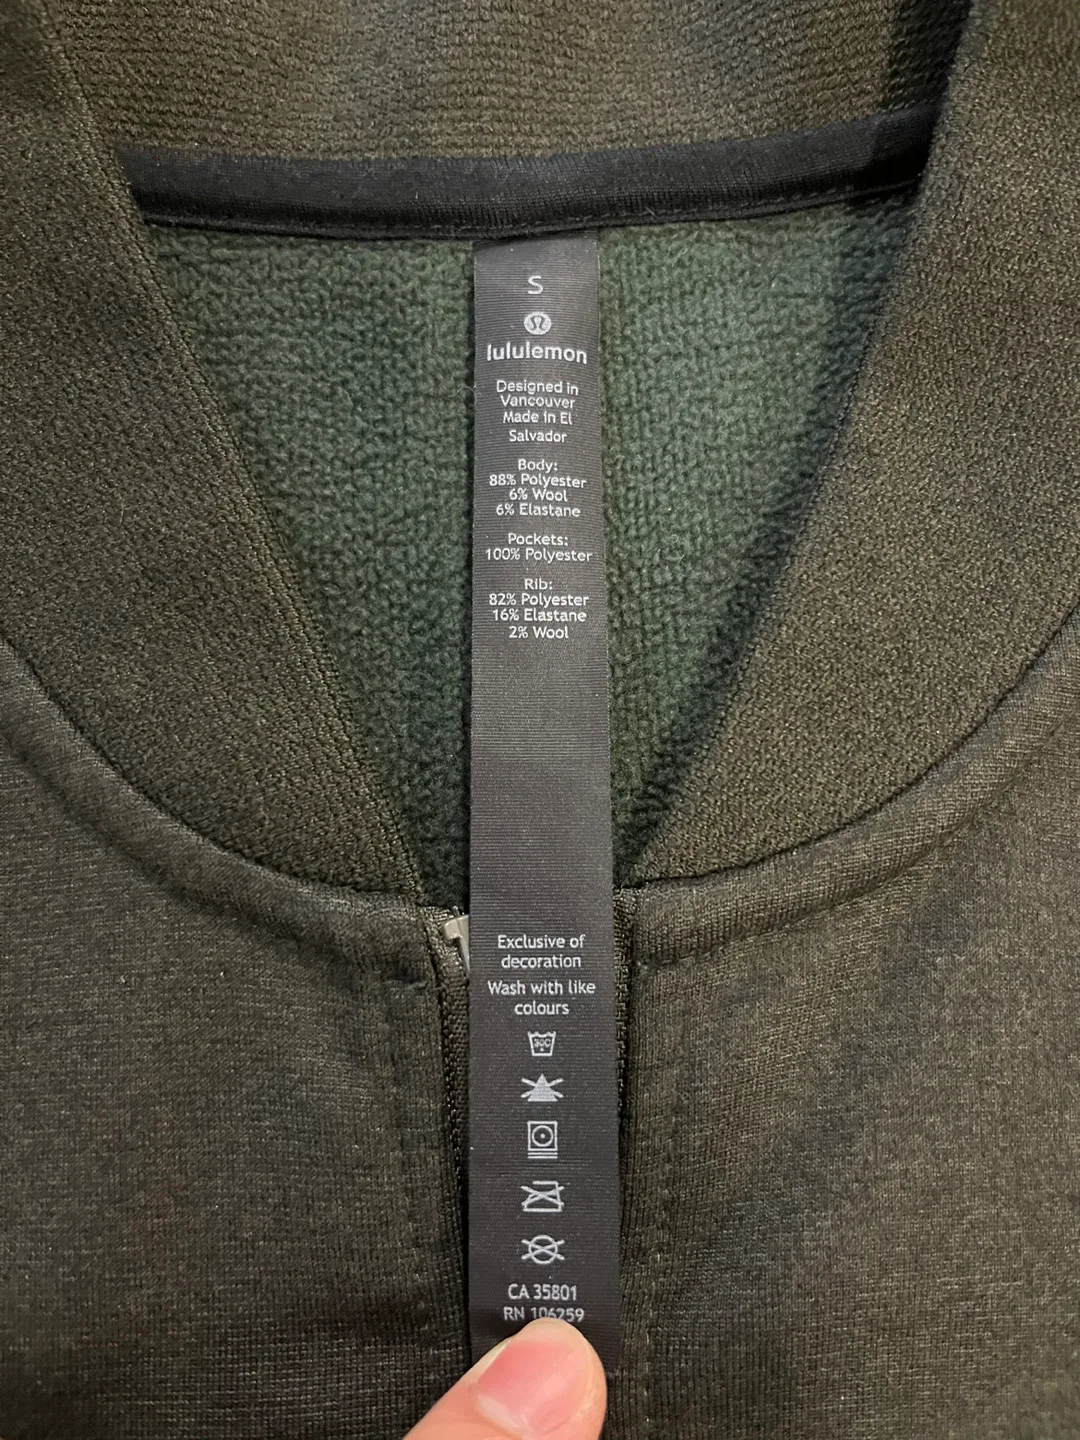 S
lululemon
Designed in
Vancouver
Made in El
Salvador
Body:
88% Polyester
6% Wool
6% Elastane
Pockets:
100% Polyester
Rib:
82% Polyester
16% Elastane
2% Wool
Exclusive of
decoration
Wash with like
colours
30C
CA 35801
RN 106259